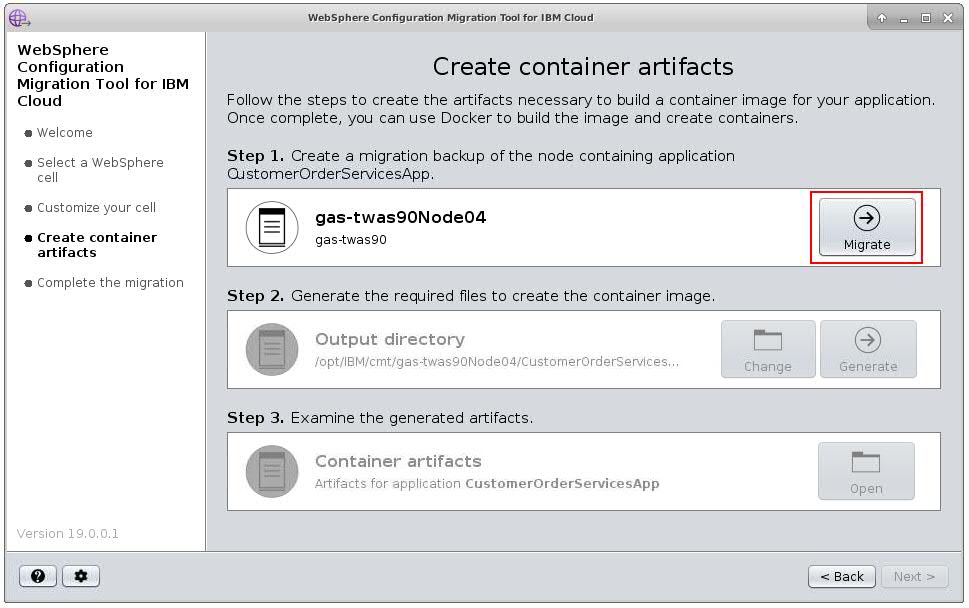 WebSphere Configuration Migration Tool for IBM Cloud
WebSphere
Configuration
Migration Tool for IBM
Cloud
Welcome
Select a WebSphere
cell
Customize your cell
Create container
artifacts
Complete the migration
Version 19.0.0.1
Create container artifacts
Follow the steps to create the artifacts necessary to build a container image for your application.
Once complete, you can use Docker to build the image and create containers.
Step 1. Create a migration backup of the node containing application
CustomerOrderServicesApp.
gas-twas90Node04
gas-twas90
Migrate
Step 2. Generate the required files to create the container image.
Output directory
/opt/IBM/cmt/gas-twas90Node04/CustomerOrderServices...
Change
Generate
Step 3. Examine the generated artifacts.
Container artifacts
Artifacts for application CustomerOrderServicesApp
Open
?
< Back
Next >